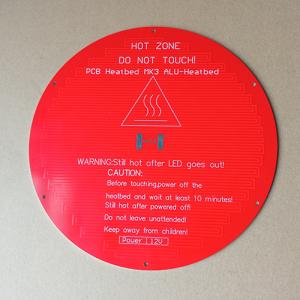 HOT ZONE
DO NOT TOUCH!
PCB Heatbed MK3 ALU-Heatbed
WARNING:Still hot after LED goes out!
CAUTION:
Before touching,power off the
heatbed and wait at least 10 minutes!
Still hot after powered off!
Do not leave unattended!
Keep away from children!
Power 12V